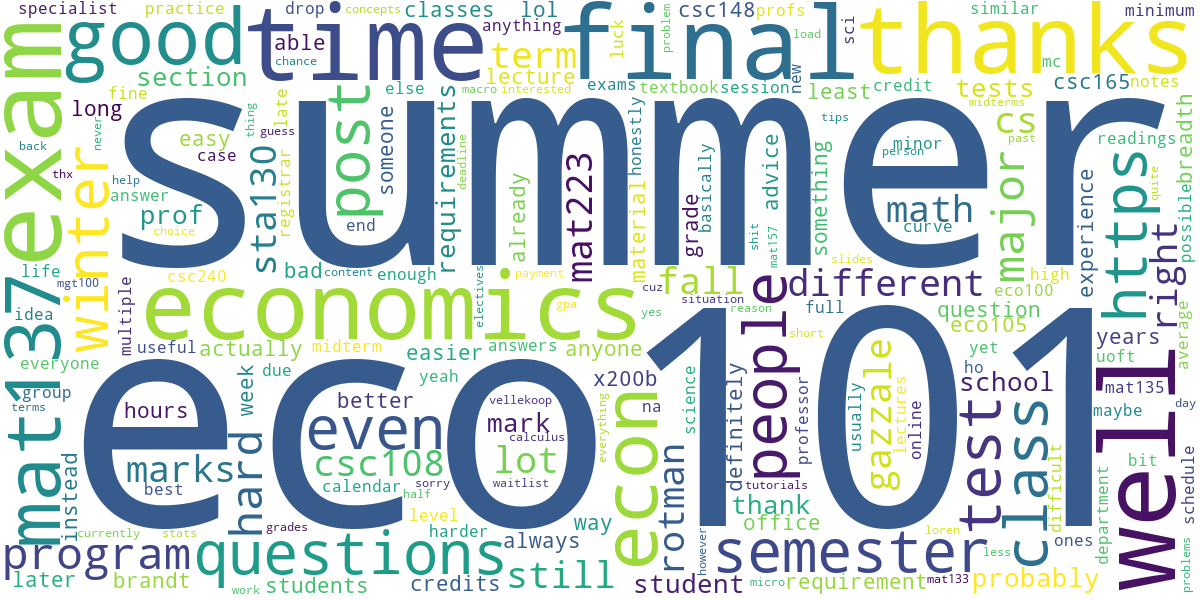 specialist
practice
drop
concepts
classes
lol
anything
csc148
profs
similar
minimum
good
time
able
chance
term
luck
problem
final
load
sci
thanks
mc
section
lecture
exams
textbook
session
new
least
credit
tests
csc165
notes
exam
long
fine
late
thing
else
macro
interested
midterms
tips
cs
past
readings
easy
guess
never
back
thx
case
help
answer
winter
prof
choice
sta130
registrar
post
someone
end
requirements
deadline
already
mat223
honestly
material
grade
basically
shit
advice
mat157
something
slides
minor
person
math
curve
major
experience
quite
https
possible
breadth
right
summer
life
mgt100
idea
csc240
bad
content
enough
electives
payment
gpa
cuz
fall
situation
different
eco100
high
economics
multiple
mat137
everyone
useful
actually
due
midterm
easier
answers
anyone
yes
reason
full
short
question
eco105
years
average
yet
uoft
group
terms
hours
week
better
yeah
vellekoop
x200b
na
science
people
gazzale
usually
lectures
online
ho
school
mat135
maybe
day
well
eco101
instead
marks
best
hard
even
csc108
calendar
sorry
half
mark
calculus
waitlist
lot
everything
econ
rotman
definitely
tutorials
professor
thank
office
test
class
difficult
bit
department
schedule
problems
currently
stats
grades
level
harder
always
way
however
loren
less
ones
program
questions
still
semester
later
brandt
work
students
credits
student
micro
requirement
mat133
probably